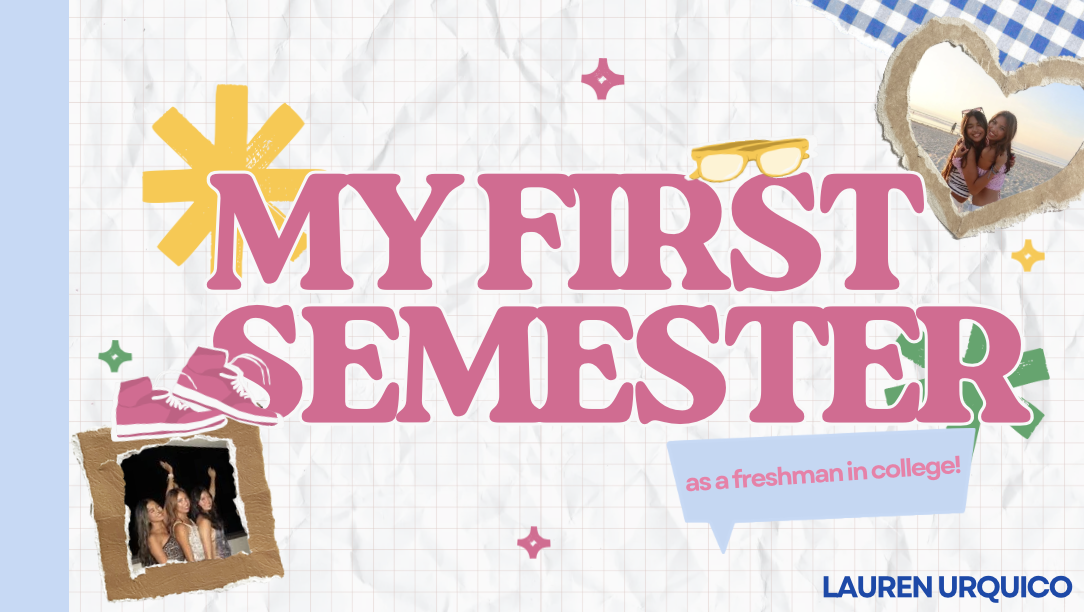 MY FIRST
SEMESTER
as a freshman in college!
LAUREN URQUICO